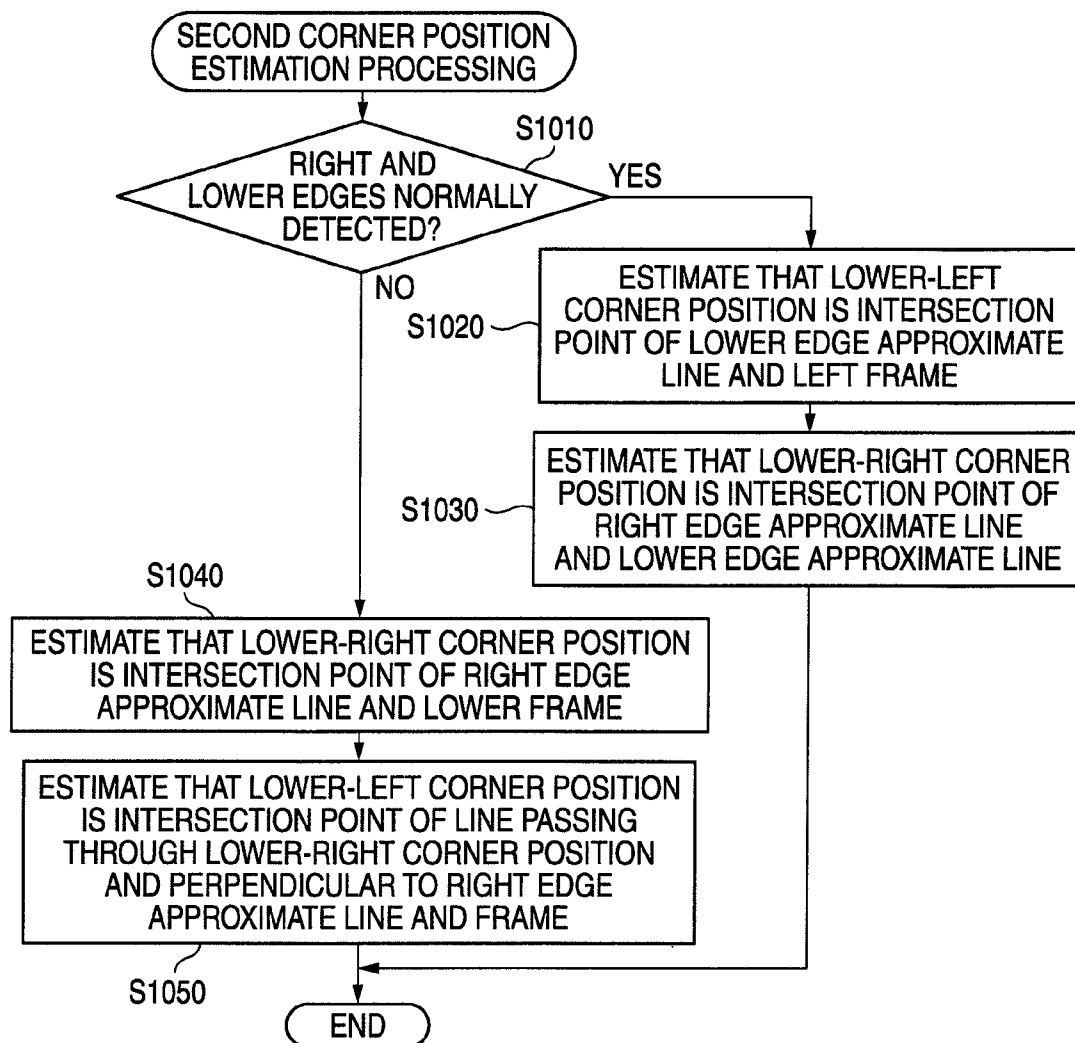 SECOND CORNER POSITION
ESTIMATION PROCESSING
S1010
RIGHT AND
LOWER EDGES NORMALLY
DETECTED?
YES
NO
S1020
ESTIMATE THAT LOWER-LEFT
CORNER POSITION IS INTERSECTION
POINT OF LOWER EDGE APPROXIMATE
LINE AND LEFT FRAME
S1030
ESTIMATE THAT LOWER-RIGHT CORNER
POSITION IS INTERSECTION POINT OF
RIGHT EDGE APPROXIMATE LINE
AND LOWER EDGE APPROXIMATE LINE
S1040
ESTIMATE THAT LOWER-RIGHT CORNER POSITION
IS INTERSECTION POINT OF RIGHT EDGE
APPROXIMATE LINE AND LOWER FRAME
ESTIMATE THAT LOWER-LEFT CORNER POSITION
IS INTERSECTION POINT OF LINE PASSING
THROUGH LOWER-RIGHT CORNER POSITION
AND PERPENDICULAR TO RIGHT EDGE
APPROXIMATE LINE AND FRAME
S1050
END